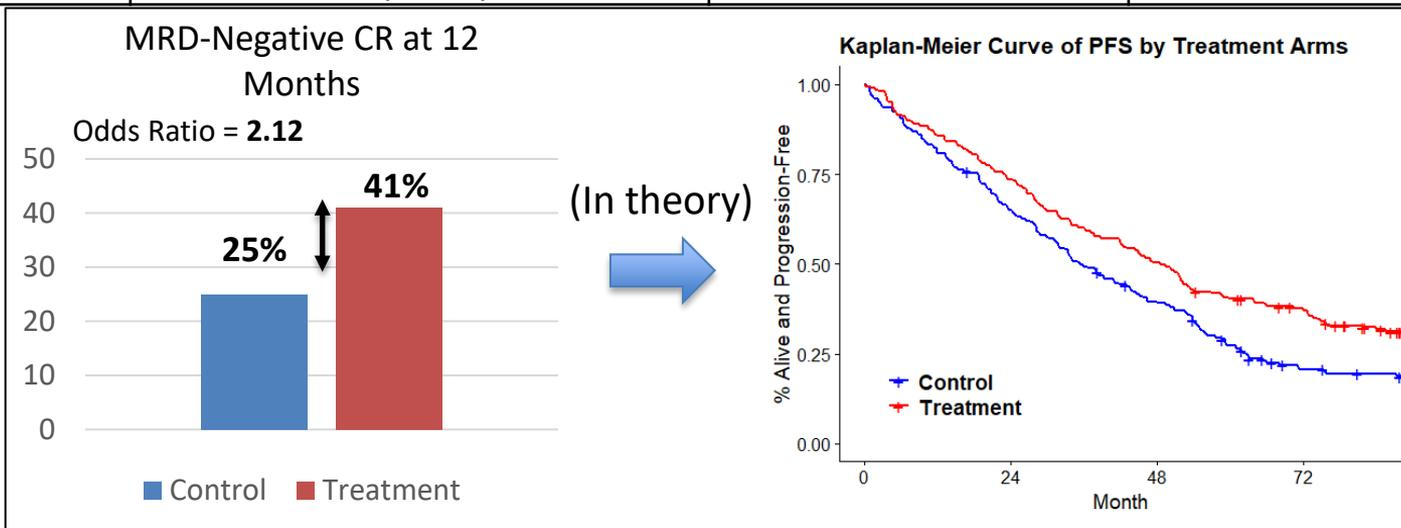 MRD-Negative CR at 12
Months
Odds Ratio = 2.12
50
40
30
20
10
0
25%
41%
Control
Treatment
(In theory)
Kaplan-Meier Curve of PFS by Treatment Arms
% Alive and Progression-Free
1.00
0.75
0.50
0.25
0.00
Control
Treatment
0 24 48 72
Month